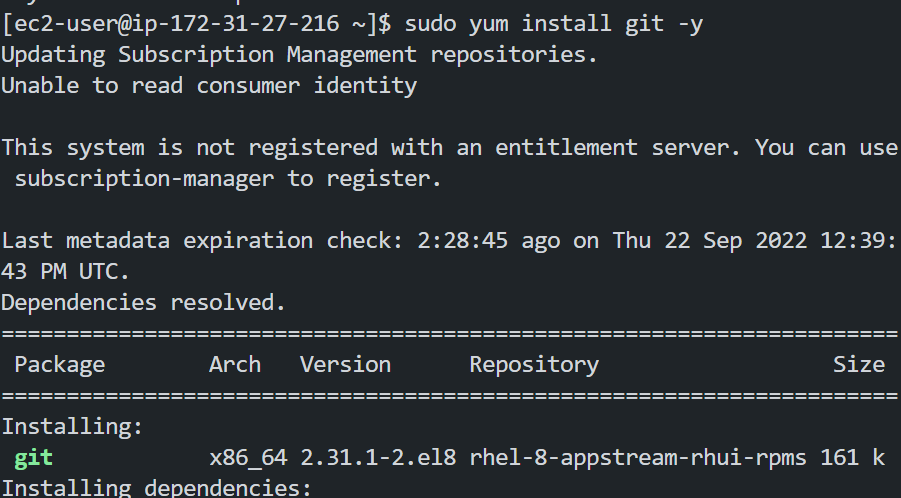 [ec2-user@ip-172-31-27-216 ~]$ sudo yum install git -y
Updating Subscription Management repositories.
Unable to read consumer identity
This system is not registered with an entitlement server. You can use
 subscription-manager to register.
Last metadata expiration check: 2:28:45 ago on Thu 22 Sep 2022 12:39:
43 PM UTC.
Dependencies resolved.
=====================================================================
 Package        Arch   Version      Repository                  Size
=====================================================================
Installing:
 git            x86_64 2.31.1-2.el8 rhel-8-appstream-rhui-rpms 161 k
Installing dependencies: